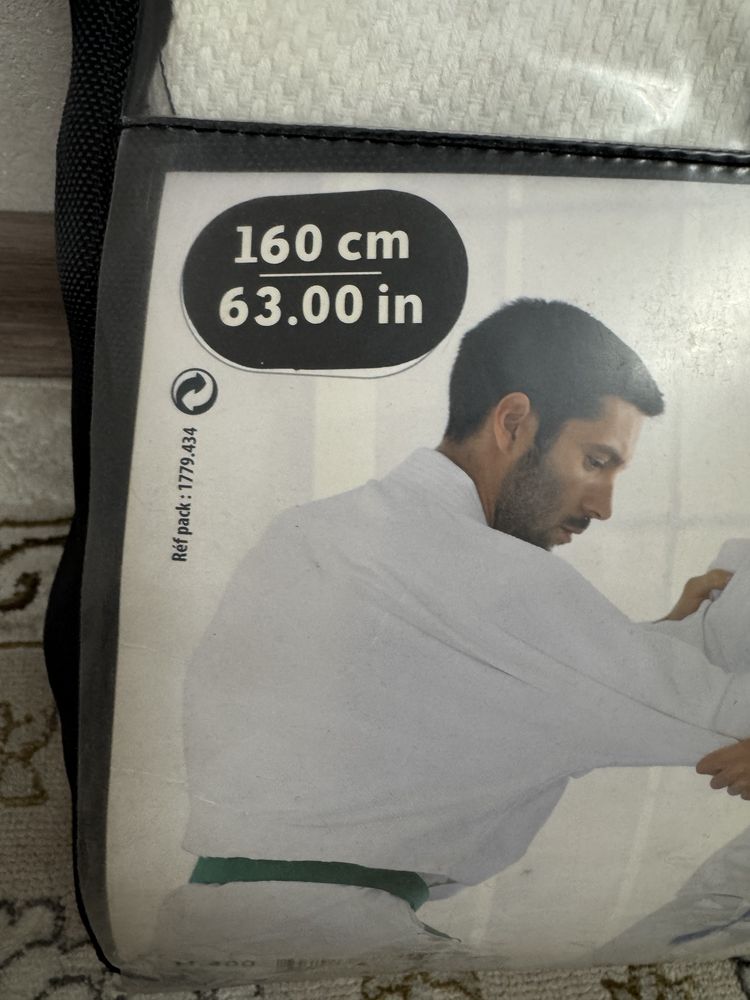 160 cm
63.00 in
Réf pack : 1779.434